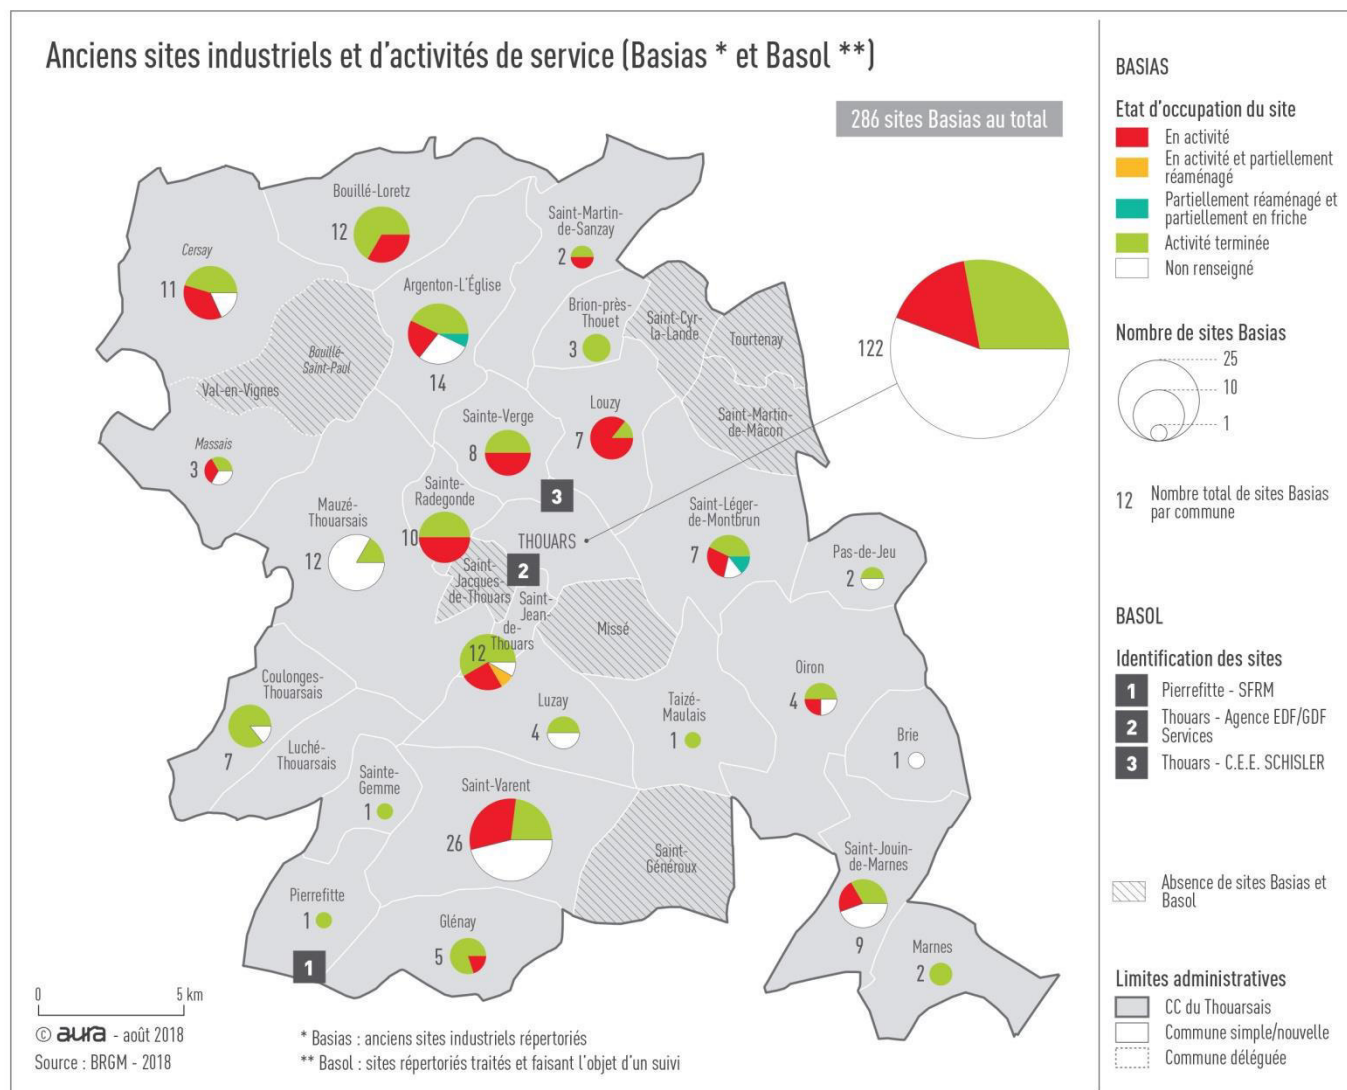 Anciens sites industriels et d'activités de service (Basias * et Basol **)
286 sites Basias au total
Bouillé-Loretz
12
Cersay
11
Saint-Martin-
de-Sanzay
2
Argenton-L'Église
14
Brion-près-
Thouet
3
Saint-Cyr-
la-Lande
Tourtenay
Bouillé-
Saint-Paul
Val-en-Vignes
122
Saint-Martin-
de-Mâcon
Louzy
7
Sainte-Verge
8
Massais
3
Sainte-
Radegonde
10
3
Mauzé-
Thouarsais
12
THOUARS
2
Saint-Léger-
de-Montbrun
7
Pas-de-Jeu
2
Saint-
Jacques-
de-Thouars
Saint-
Jean-
de-
Thouars
12
Missé
Oiron
4
Coulonges-
Thouarsais
7
Luzay
4
Taizé-
Maulais
1
Brie
1
Luché-
Thouarsais
Sainte-
Gemme
1
Saint-Varent
26
Saint-
Généroux
Saint-Jouin-
de-Marnes
9
Pierrefitte
1
1
Glénay
5
Marnes
2
0 5 km
© aura - août 2018
Source : BRGM - 2018
* Basias : anciens sites industriels répertoriés
** Basol : sites répertoriés traités et faisant l'objet d'un suivi
BASIAS
Etat d'occupation du site
En activité
En activité et partiellement
réaménagé
Partiellement réaménagé et
partiellement en friche
Activité terminée
Non renseigné
Nombre de sites Basias
25
10
1
12 Nombre total de sites Basias
par commune
BASOL
Identification des sites
1 Pierrefitte - SFRM
2 Thouars - Agence EDF/GDF
Services
3 Thouars - C.E.E. SCHISLER
Absence de sites Basias et
Basol
Limites administratives
CC du Thouarsais
Commune simple/nouvelle
Commune déléguée